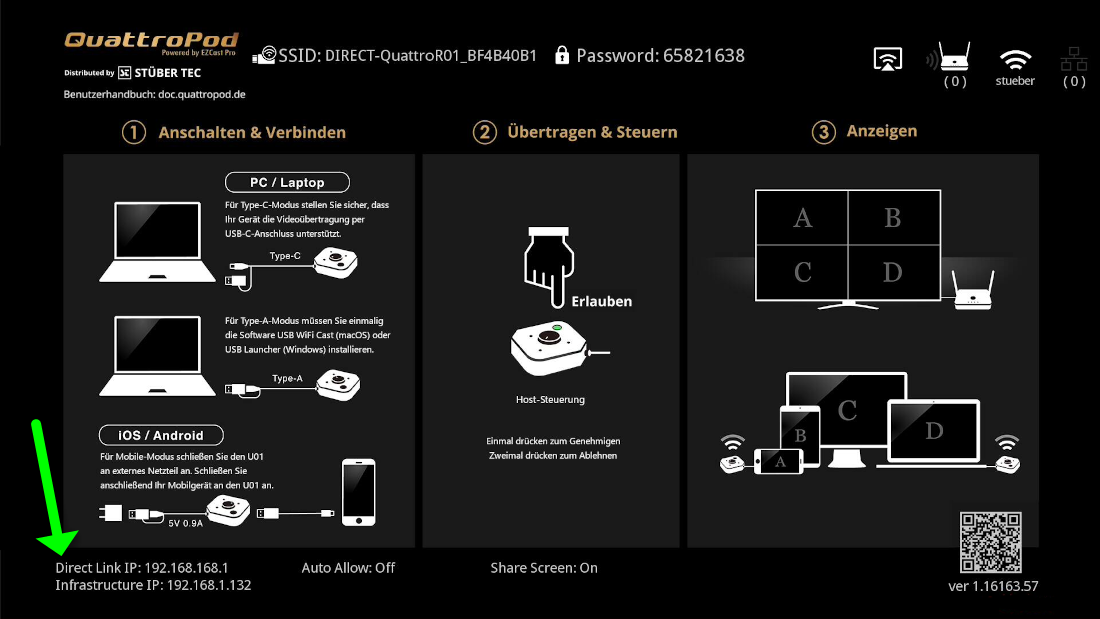 QuattroPod
Powered by EZCast Pro
Distributed by STÜBER TEC
Benutzerhandbuch: doc.quattropod.de
SSID: DIRECT-QuattroR01_BF4B40B1
Password: 65821638
( 0 )
stueber
( 0 )
1 Anschalten & Verbinden
2 Übertragen & Steuern
3 Anzeigen
PC / Laptop
Für Type-C-Modus stellen Sie sicher, dass
Ihr Gerät die Videoübertragung per
USB-C-Anschluss unterstützt.
Type-C
Für Type-A-Modus müssen Sie einmalig
die Software USB WiFi Cast (macOS) oder
USB Launcher (Windows) installieren.
Type-A
iOS / Android
Für Mobile-Modus schließen Sie den U01
an externes Netzteil an. Schließen Sie
anschließend Ihr Mobilgerät an den U01 an.
5V 0.9A
Erlauben
Host-Steuerung
Einmal drücken zum Genehmigen
Zweimal drücken zum Ablehnen
A B
C D
C
B
A
D
Direct Link IP: 192.168.168.1
Infrastructure IP: 192.168.1.132
Auto Allow: Off
Share Screen: On
ver 1.16163.57